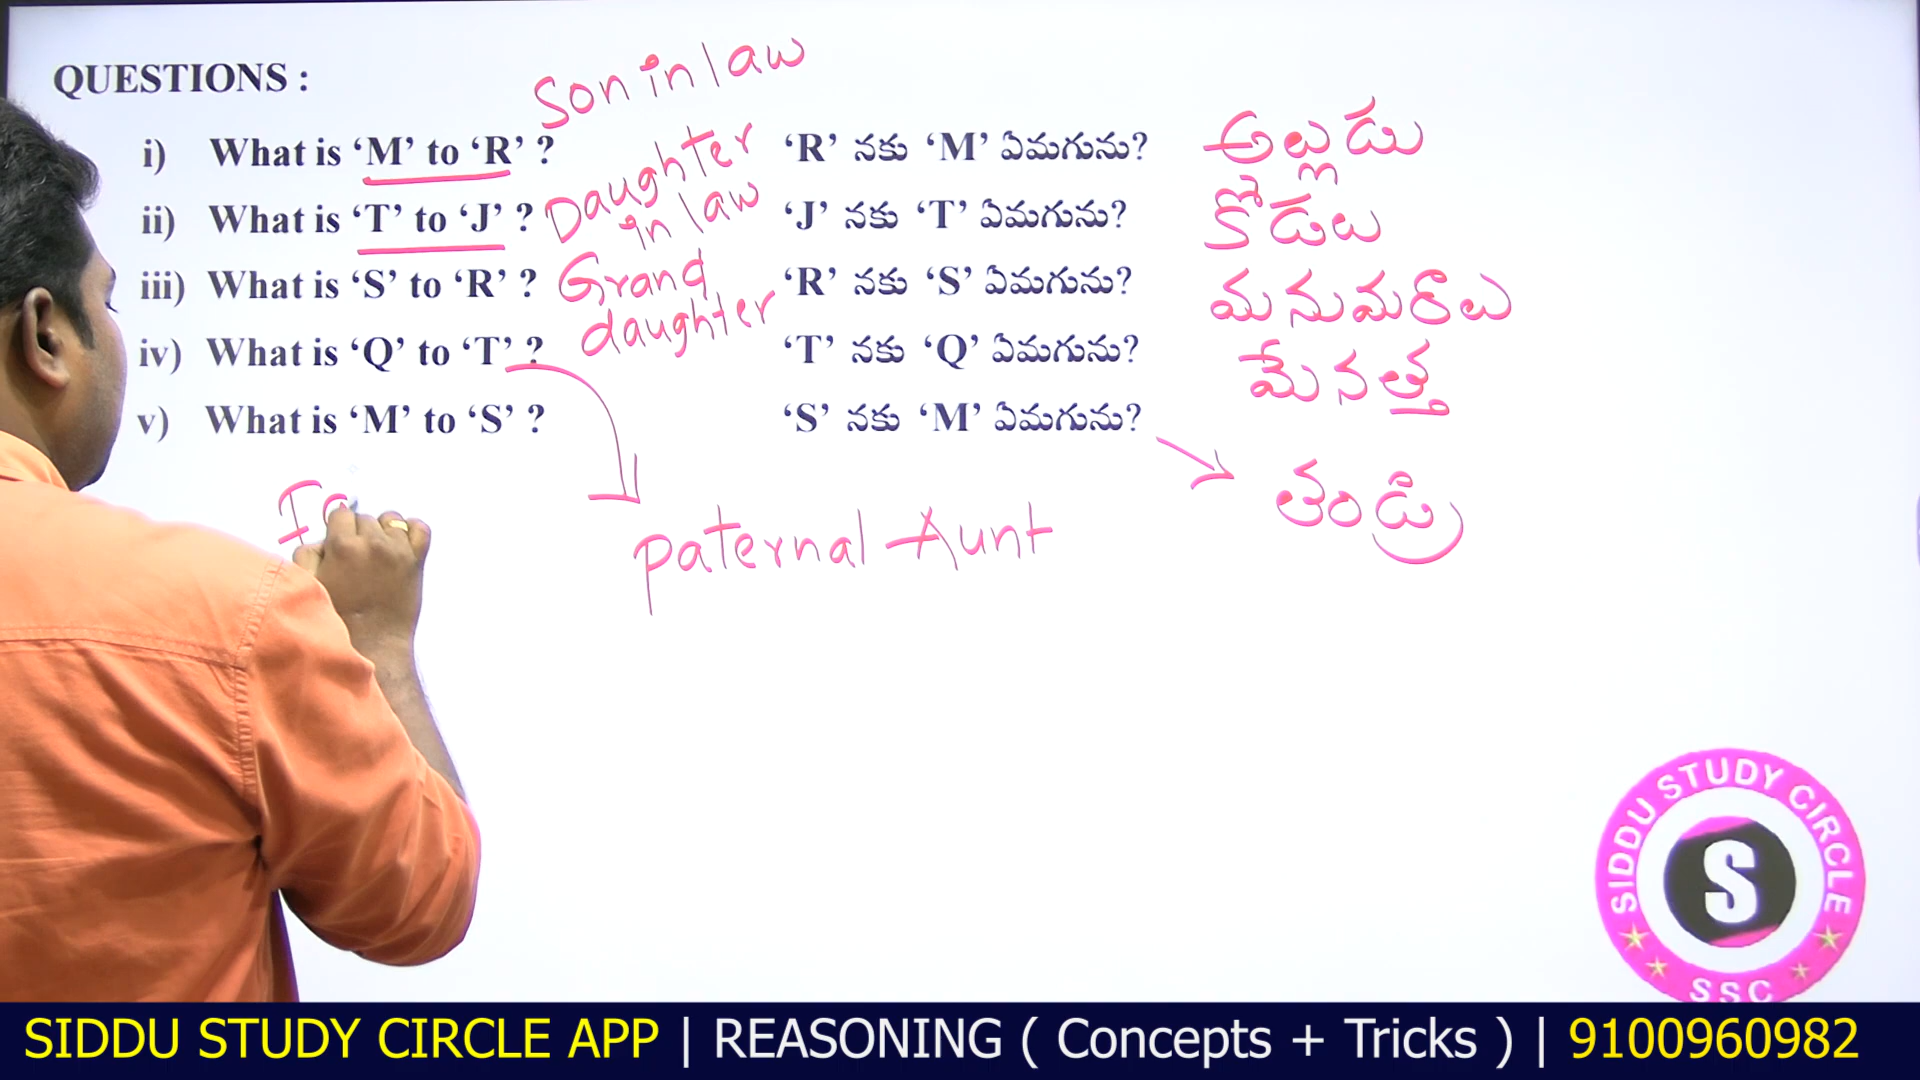 QUESTIONS :
Son in law
i) What is ‘M’ to ‘R’ ? ‘R’ నకు ‘M’ ఏమగును? అల్లుడు
Daughter in law
ii) What is ‘T’ to ‘J’ ? ‘J’ నకు ‘T’ ఏమగును? కోడలు
iii) What is ‘S’ to ‘R’ ? Grand daughter ‘R’ నకు ‘S’ ఏమగును? మనుమరాలు
iv) What is ‘Q’ to ‘T’ ? ‘T’ నకు ‘Q’ ఏమగును? మేనత్త
v) What is ‘M’ to ‘S’ ? ‘S’ నకు ‘M’ ఏమగును?
తండ్రి
Fa
paternal Aunt
SIDDU STUDY CIRCLE
S
SSC
SIDDU STUDY CIRCLE APP | REASONING ( Concepts + Tricks ) | 9100960982